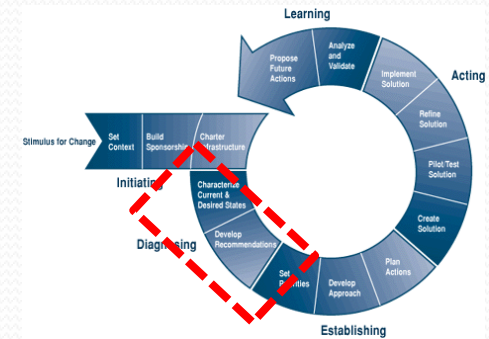 Learning
Propose
Future
Actions
Analyze
and
Validate
Implement
Solution
Acting
Refine
Solution
Pilot/Test
Solution
Create
Solution
Stimulus for Change
Set
Context
Build
Sponsorship
Charter
Infrastructure
Initiating
Characterize
Current &
Desired States
Diagnosing
Develop
Recommendations
Set
Priorities
Develop
Approach
Plan
Actions
Establishing